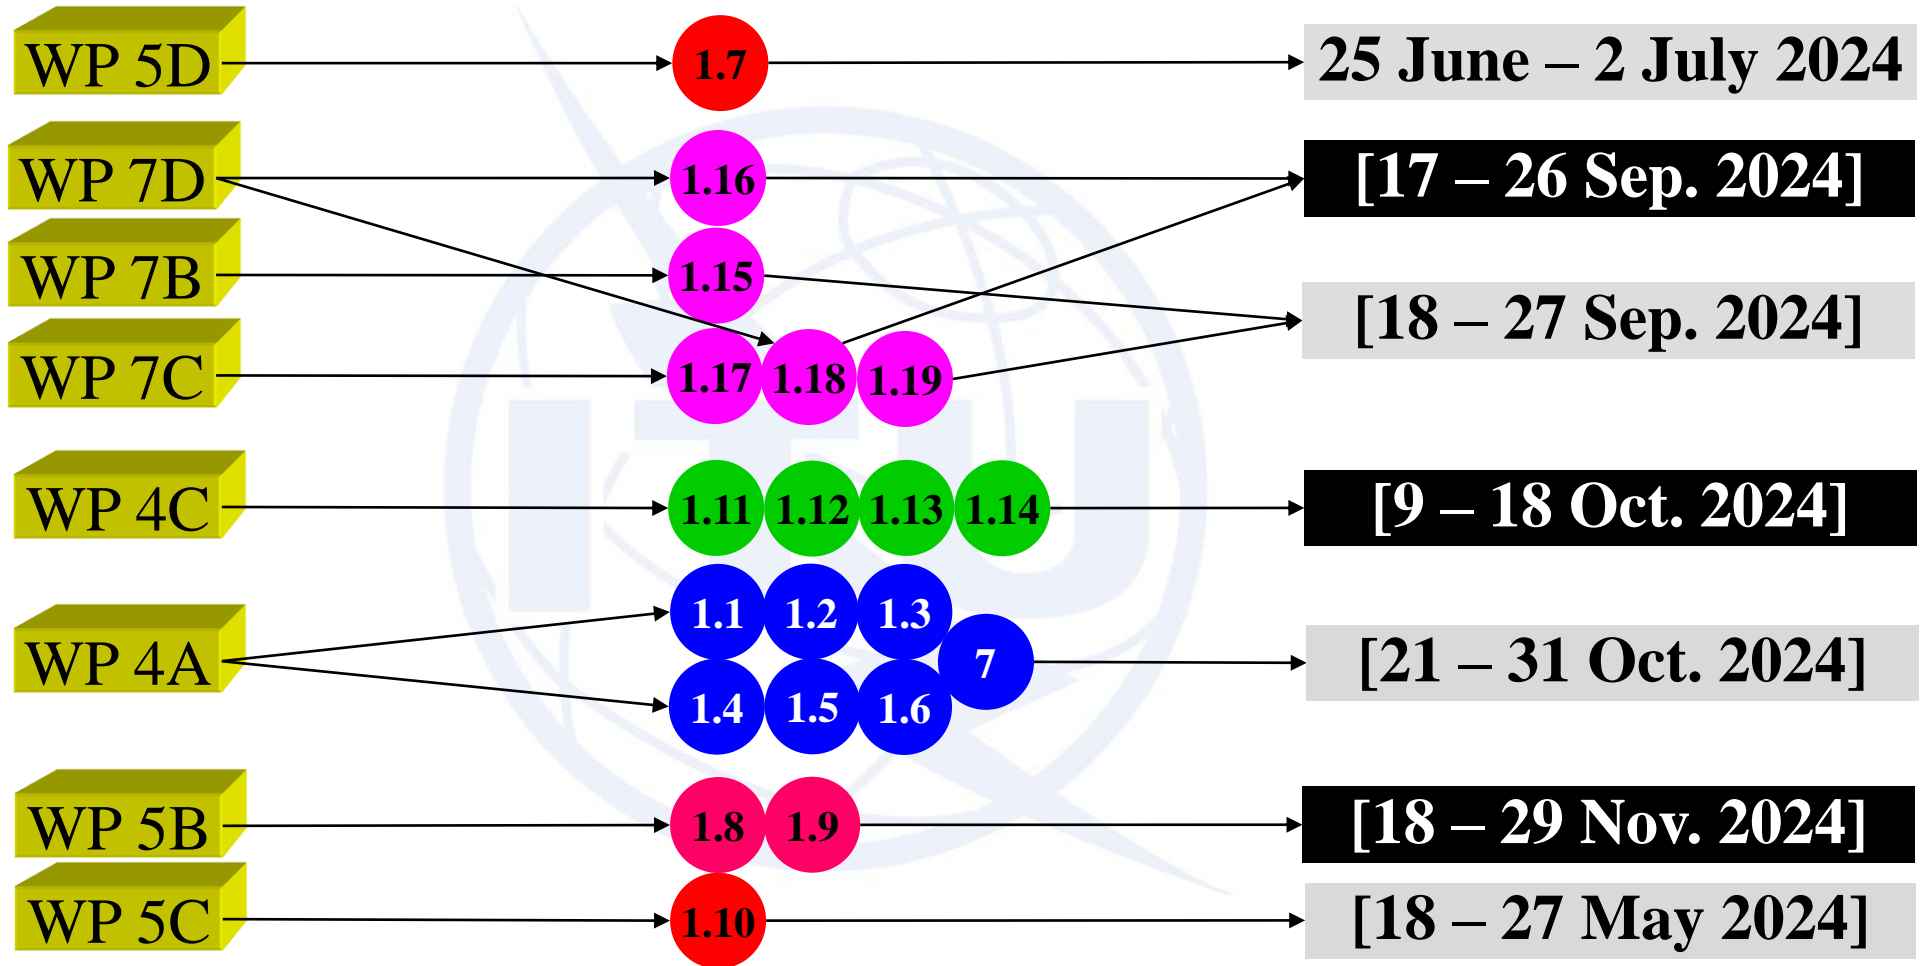 WP 5D 1.7 25 June – 2 July 2024
WP 7D 1.16 [17 – 26 Sep. 2024]
WP 7B 1.15
[18 – 27 Sep. 2024]
WP 7C 1.17 1.18 1.19
WP 4C 1.11 1.12 1.13 1.14 [9 – 18 Oct. 2024]
1.1 1.2 1.3
WP 4A 7 [21 – 31 Oct. 2024]
1.4 1.5 1.6
WP 5B 1.8 1.9 [18 – 29 Nov. 2024]
WP 5C 1.10 [18 – 27 May 2024]
ITU